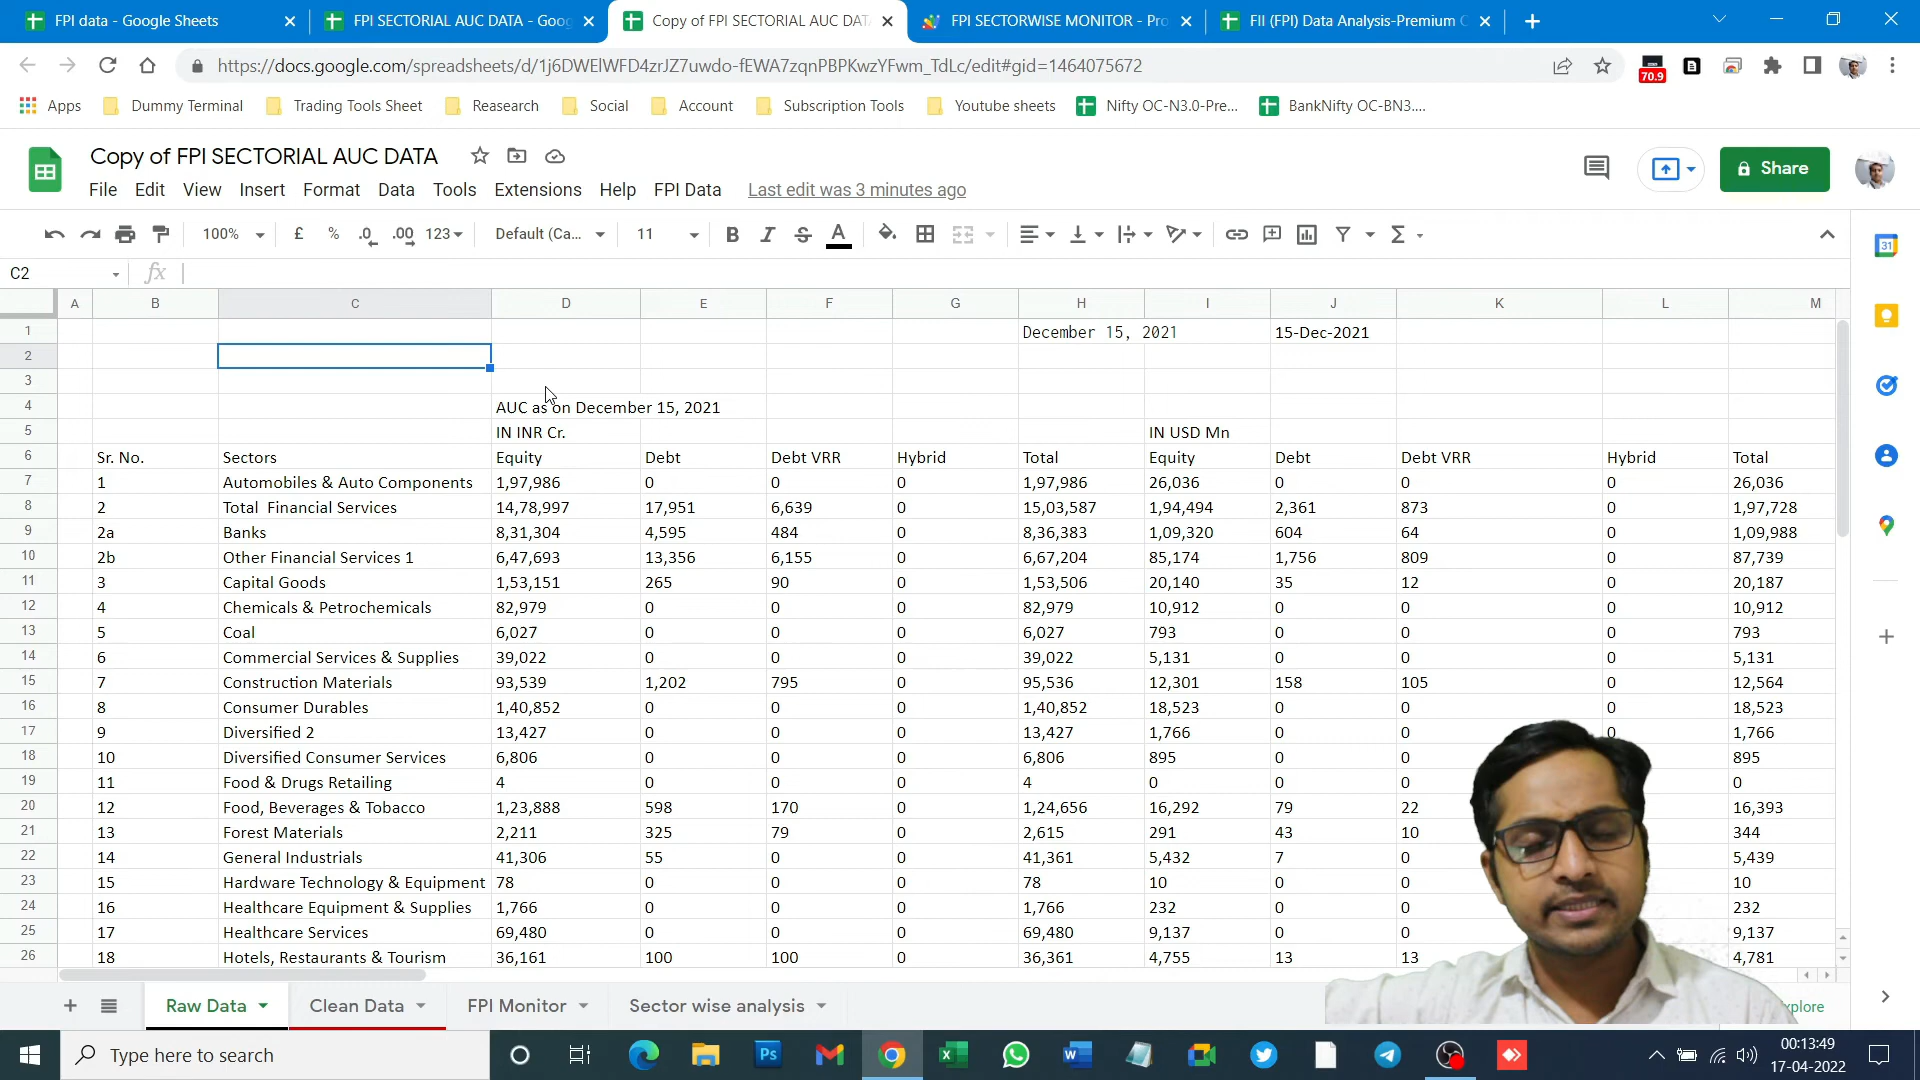 FPI data - Google Sheets
FPI SECTORIAL AUC DATA - Goog
Copy of FPI SECTORIAL AUC DAT
FPI SECTORWISE MONITOR - Pro
FII (FPI) Data Analysis-Premium C
https://docs.google.com/spreadsheets/d/1j6DWElWFD4zrJZ7uwdo-fEWA7zqnPBPKwzYFwm_TdLc/edit#gid=1464075672
70.9
Apps Dummy Terminal Trading Tools Sheet Reasearch Social Account Subscription Tools Youtube sheets Nifty OC-N3.0-Pre... BankNifty OC-BN3....
Copy of FPI SECTORIAL AUC DATA
Share
File Edit View Insert Format Data Tools Extensions Help FPI Data Last edit was 3 minutes ago
100% £ % .0 .00 123 Default (Ca... 11 B I S A Σ
31
C2 fx
A B C D E F G H I J K L M
1 December 15, 2021 15-Dec-2021
2
3
4 AUC as on December 15, 2021
5 IN INR Cr. IN USD Mn
6 Sr. No. Sectors Equity Debt Debt VRR Hybrid Total Equity Debt Debt VRR Hybrid Total
7 1 Automobiles & Auto Components 1,97,986 0 0 0 1,97,986 26,036 0 0 0 26,036
8 2 Total Financial Services 14,78,997 17,951 6,639 0 15,03,587 1,94,494 2,361 873 0 1,97,728
9 2a Banks 8,31,304 4,595 484 0 8,36,383 1,09,320 604 64 0 1,09,988
10 2b Other Financial Services 1 6,47,693 13,356 6,155 0 6,67,204 85,174 1,756 809 0 87,739
11 3 Capital Goods 1,53,151 265 90 0 1,53,506 20,140 35 12 0 20,187
12 4 Chemicals & Petrochemicals 82,979 0 0 0 82,979 10,912 0 0 0 10,912
13 5 Coal 6,027 0 0 0 6,027 793 0 0 0 793
14 6 Commercial Services & Supplies 39,022 0 0 0 39,022 5,131 0 0 0 5,131
15 7 Construction Materials 93,539 1,202 795 0 95,536 12,301 158 105 0 12,564
16 8 Consumer Durables 1,40,852 0 0 0 1,40,852 18,523 0 0 0 18,523
17 9 Diversified 2 13,427 0 0 0 13,427 1,766 0 0 0 1,766
18 10 Diversified Consumer Services 6,806 0 0 0 6,806 895 0 0 895
19 11 Food & Drugs Retailing 4 0 0 0 4 0 0 0 0
20 12 Food, Beverages & Tobacco 1,23,888 598 170 0 1,24,656 16,292 79 22 16,393
21 13 Forest Materials 2,211 325 79 0 2,615 291 43 10 344
22 14 General Industrials 41,306 55 0 0 41,361 5,432 7 0 5,439
23 15 Hardware Technology & Equipment 78 0 0 0 78 10 0 0 10
24 16 Healthcare Equipment & Supplies 1,766 0 0 0 1,766 232 0 0 232
25 17 Healthcare Services 69,480 0 0 0 69,480 9,137 0 0 9,137
26 18 Hotels, Restaurants & Tourism 36,161 100 100 0 36,361 4,755 13 13 4,781
Raw Data Clean Data FPI Monitor Sector wise analysis xplore
Type here to search
Ps
00:13:49
17-04-2022